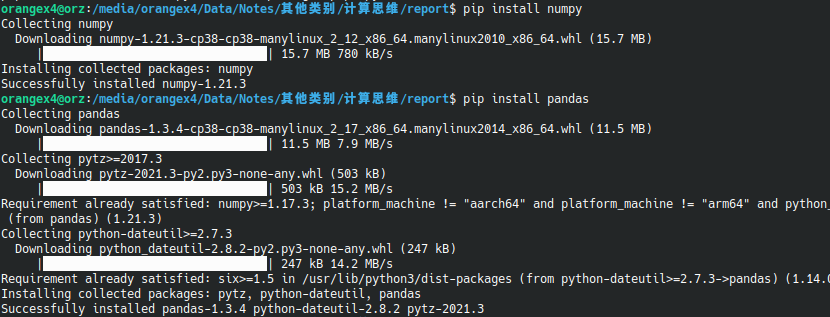 orangex4@orz:/media/orangex4/Data/Notes/其他类别/计算思维/report$ pip install numpy
Collecting numpy
  Downloading numpy-1.21.3-cp38-cp38-manylinux_2_12_x86_64.manylinux2010_x86_64.whl (15.7 MB)
     |████████████████████████████████| 15.7 MB 780 kB/s
Installing collected packages: numpy
Successfully installed numpy-1.21.3
orangex4@orz:/media/orangex4/Data/Notes/其他类别/计算思维/report$ pip install pandas
Collecting pandas
  Downloading pandas-1.3.4-cp38-cp38-manylinux_2_17_x86_64.manylinux2014_x86_64.whl (11.5 MB)
     |████████████████████████████████| 11.5 MB 7.9 MB/s
Collecting pytz>=2017.3
  Downloading pytz-2021.3-py2.py3-none-any.whl (503 kB)
     |████████████████████████████████| 503 kB 15.2 MB/s
Requirement already satisfied: numpy>=1.17.3; platform_machine != "aarch64" and platform_machine != "arm64" and python_
 (from pandas) (1.21.3)
Collecting python-dateutil>=2.7.3
  Downloading python_dateutil-2.8.2-py2.py3-none-any.whl (247 kB)
     |████████████████████████████████| 247 kB 14.2 MB/s
Requirement already satisfied: six>=1.5 in /usr/lib/python3/dist-packages (from python-dateutil>=2.7.3->pandas) (1.14.0
Installing collected packages: pytz, python-dateutil, pandas
Successfully installed pandas-1.3.4 python-dateutil-2.8.2 pytz-2021.3